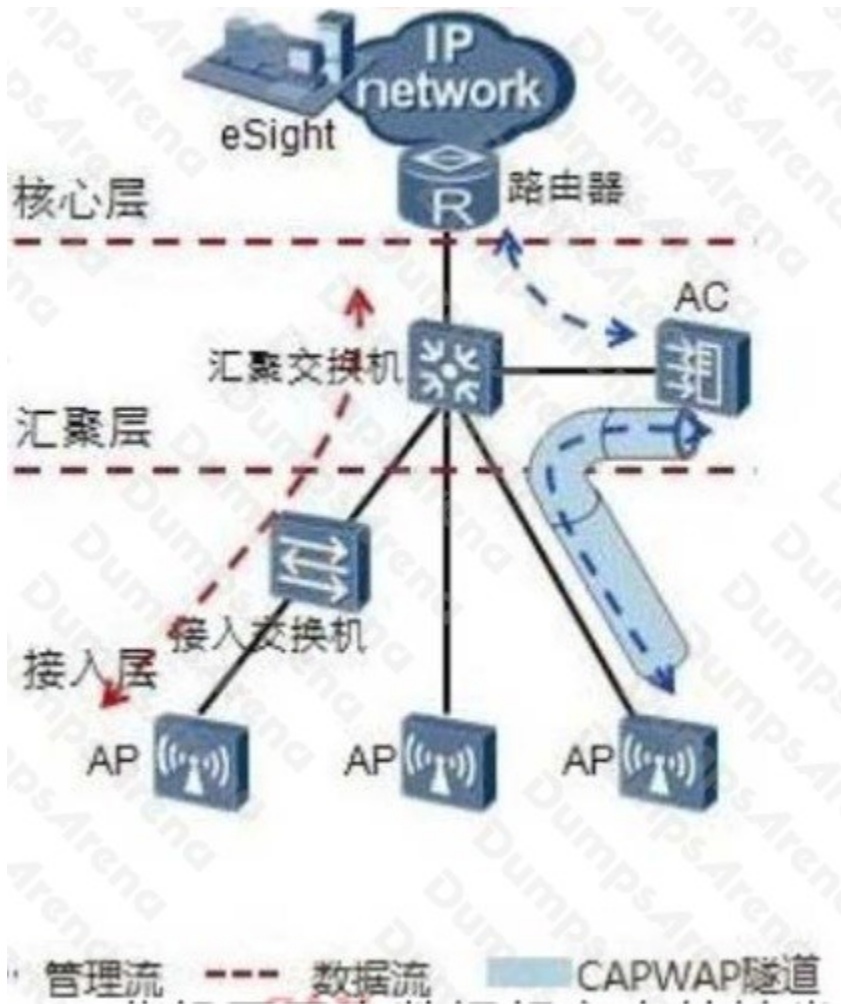 IP
network
eSight
核心层
路由器
AC
汇聚交换机
汇聚层
接入交换机
接入层
AP
AP
AP
管理流
数据流
CAPWAP隧道